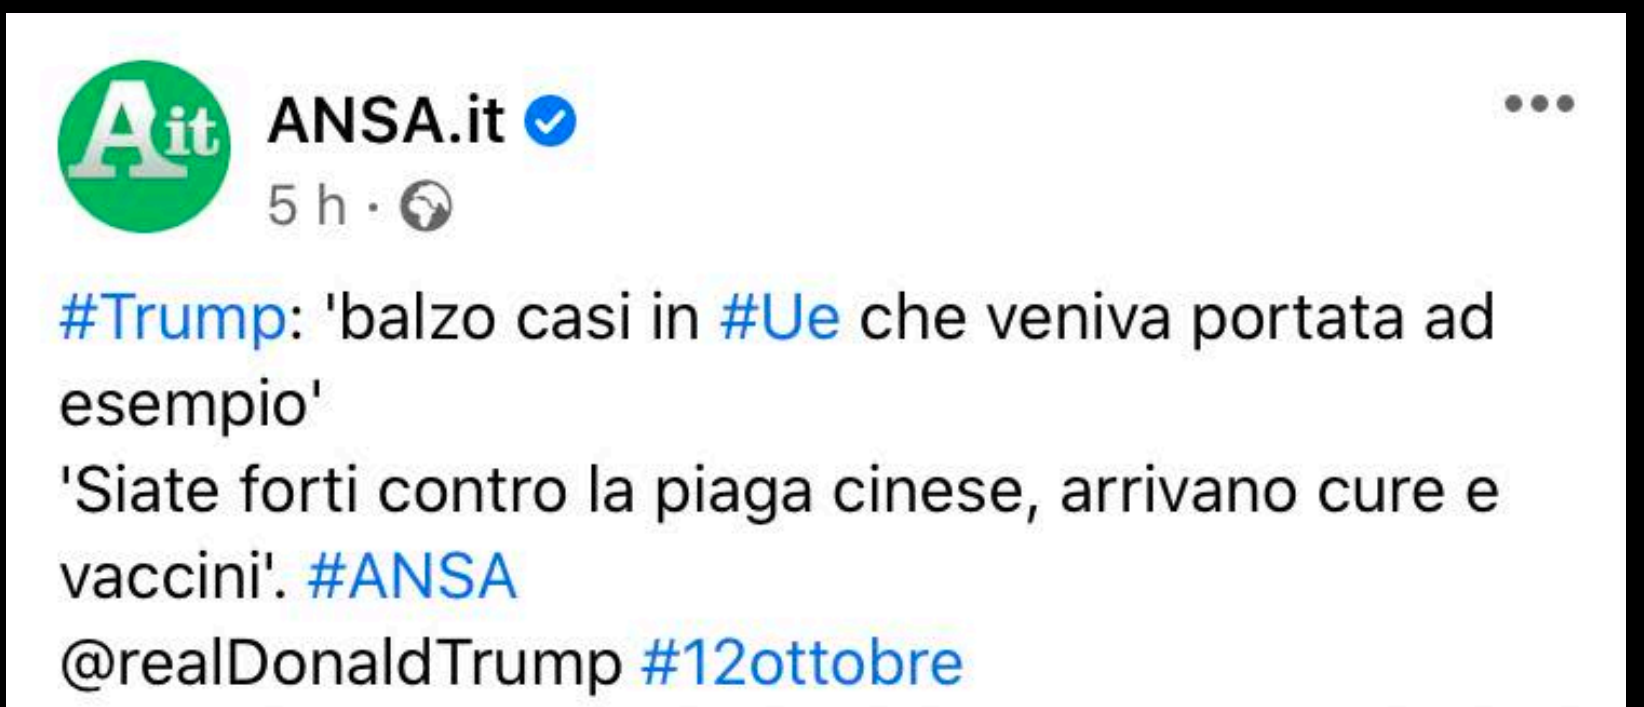 Ait
ANSA.it
5 h ·
#Trump: 'balzo casi in #Ue che veniva portata ad
esempio'
'Siate forti contro la piaga cinese, arrivano cure e
vaccini'. #ANSA
@realDonaldTrump #12ottobre